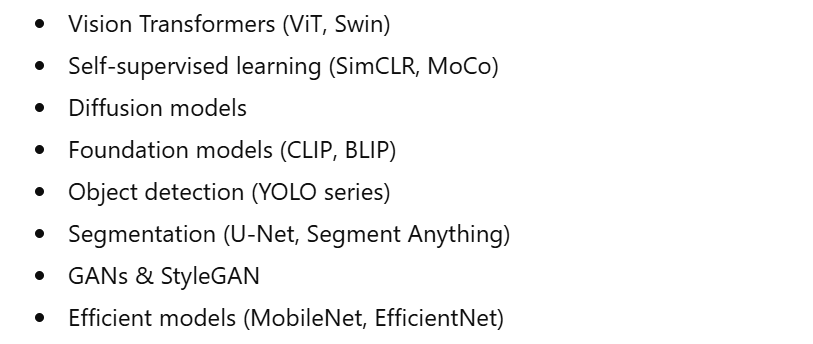 • Vision Transformers (ViT, Swin)
• Self-supervised learning (SimCLR, MoCo)
• Diffusion models
• Foundation models (CLIP, BLIP)
• Object detection (YOLO series)
• Segmentation (U-Net, Segment Anything)
• GANs & StyleGAN
• Efficient models (MobileNet, EfficientNet)